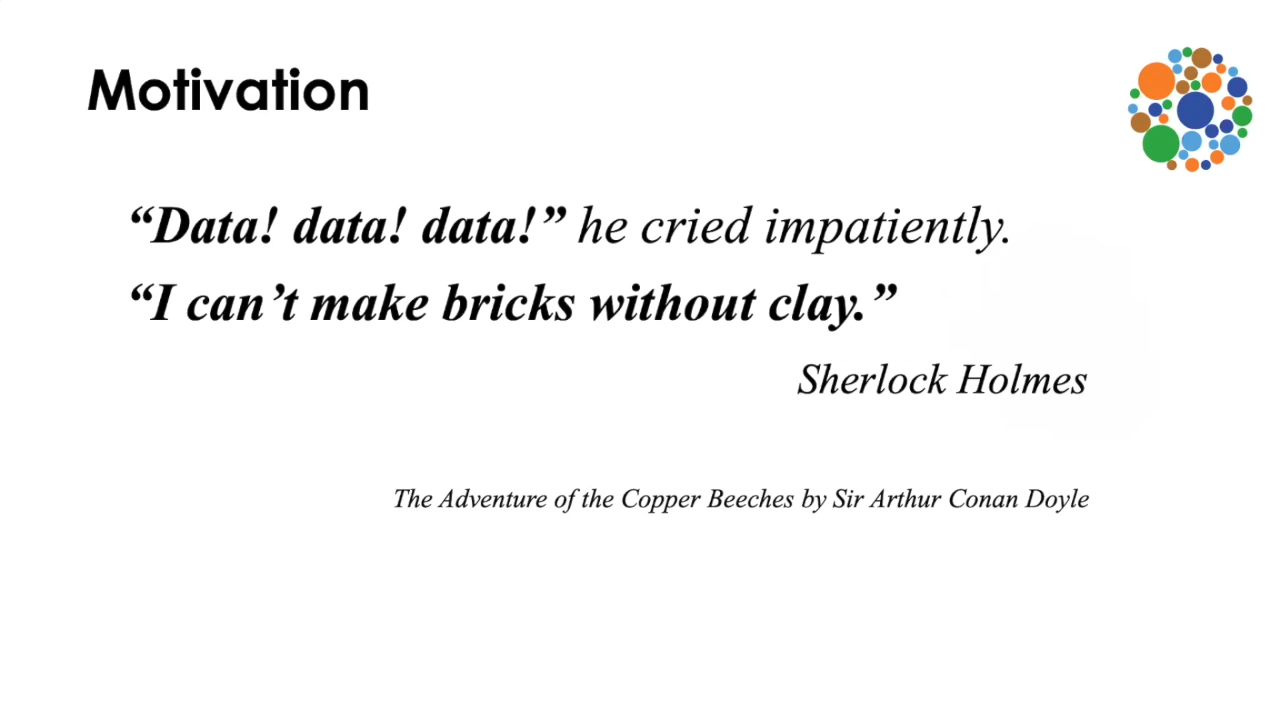 Motivation
“Data! data! data!” he cried impatiently.
“I can’t make bricks without clay.”
Sherlock Holmes
The Adventure of the Copper Beeches by Sir Arthur Conan Doyle